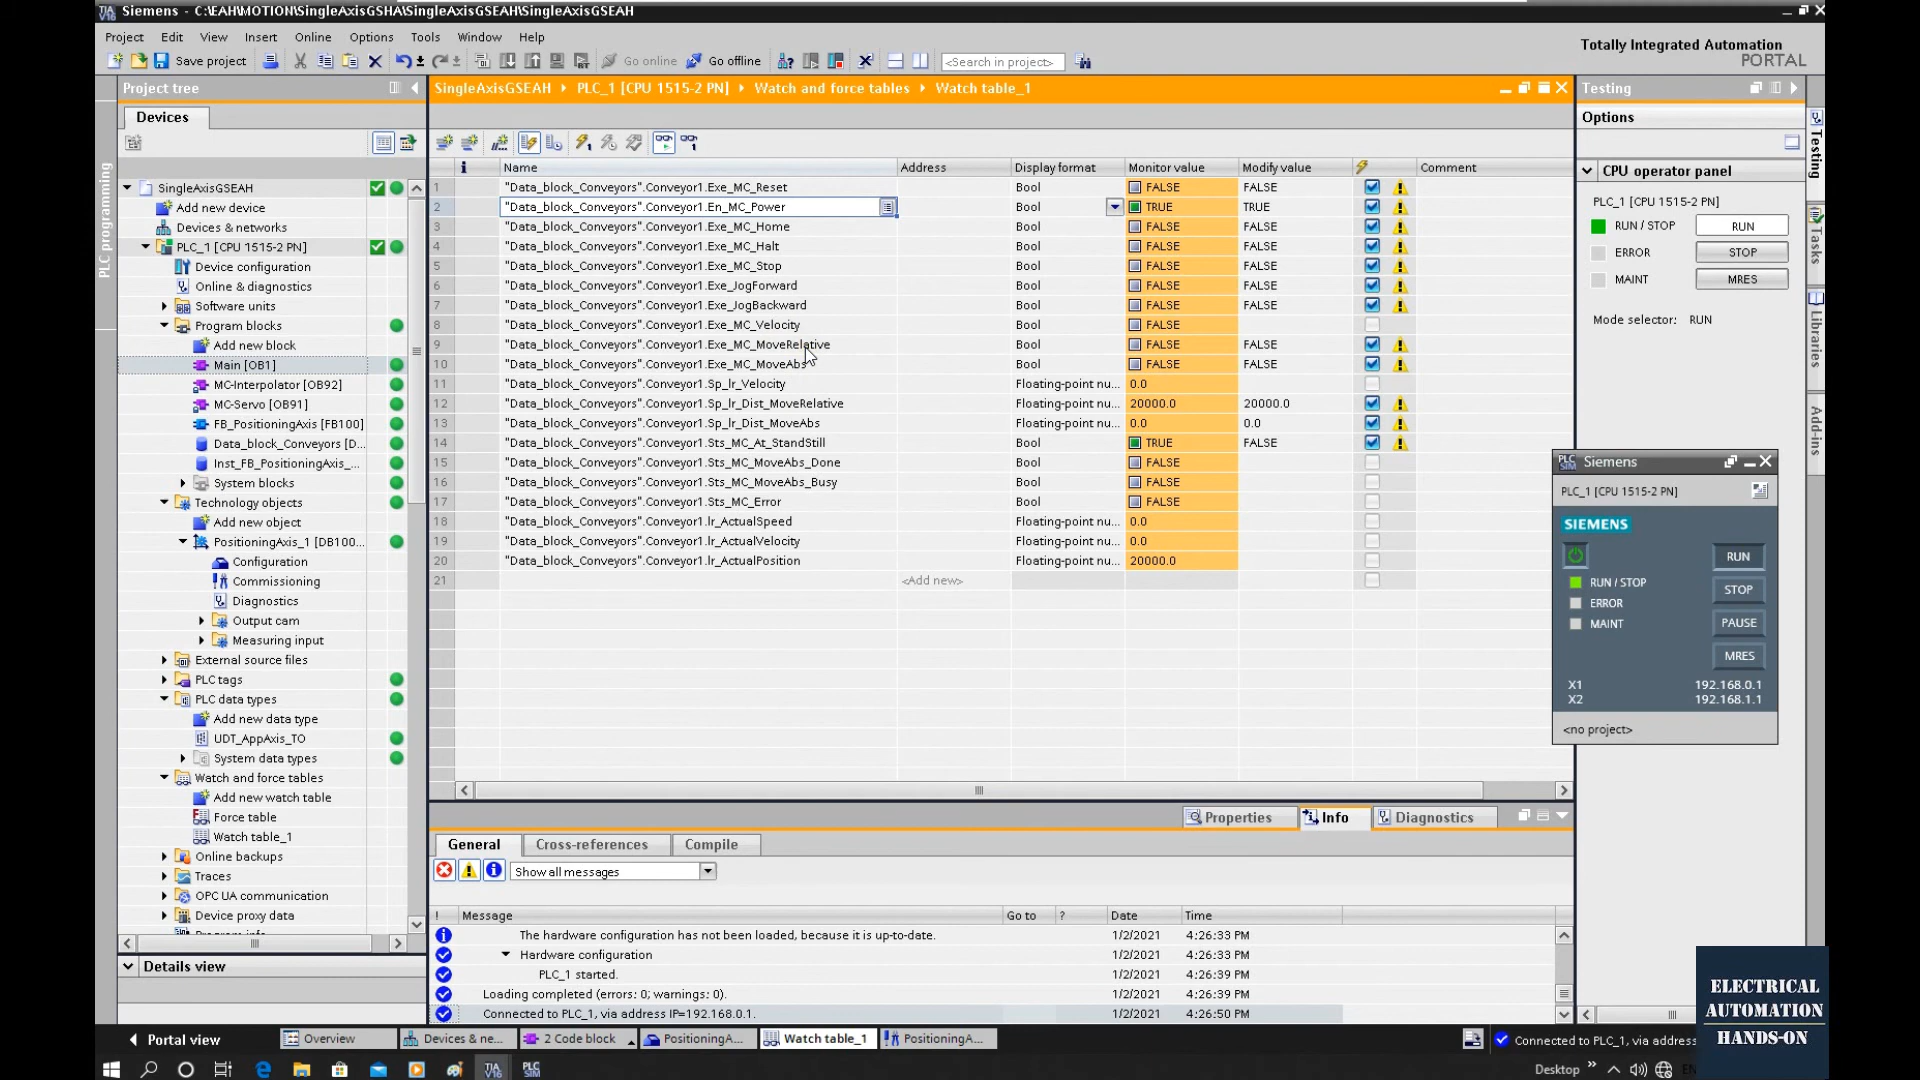 Siemens - C:\EAH\MOTION\SingleAxisGSHA\SingleAxisGSEAH\SingleAxisGSEAH
Project Edit View Insert Online Options Tools Window Help
Totally Integrated Automation
PORTAL
Save project
Go online
Go offline
<Search in project>
Project tree
SingleAxisGSEAH PLC_1 [CPU 1515-2 PN] Watch and force tables Watch table_1
Testing
Devices
Options
PLC programming
Name Address Display format Monitor value Modify value Comment
1 "Data_block_Conveyors".Conveyor1.Exe_MC_Reset Bool FALSE FALSE
2 "Data_block_Conveyors".Conveyor1.En_MC_Power Bool TRUE TRUE
3 "Data_block_Conveyors".Conveyor1.Exe_MC_Home Bool FALSE FALSE
4 "Data_block_Conveyors".Conveyor1.Exe_MC_Halt Bool FALSE FALSE
5 "Data_block_Conveyors".Conveyor1.Exe_MC_Stop Bool FALSE FALSE
6 "Data_block_Conveyors".Conveyor1.Exe_JogForward Bool FALSE FALSE
7 "Data_block_Conveyors".Conveyor1.Exe_JogBackward Bool FALSE FALSE
8 "Data_block_Conveyors".Conveyor1.Exe_MC_Velocity Bool FALSE
9 "Data_block_Conveyors".Conveyor1.Exe_MC_MoveRelative Bool FALSE FALSE
10 "Data_block_Conveyors".Conveyor1.Exe_MC_MoveAbs Bool FALSE FALSE
11 "Data_block_Conveyors".Conveyor1.Sp_lr_Velocity Floating-point nu... 0.0
12 "Data_block_Conveyors".Conveyor1.Sp_lr_Dist_MoveRelative Floating-point nu... 20000.0 20000.0
13 "Data_block_Conveyors".Conveyor1.Sp_lr_Dist_MoveAbs Floating-point nu... 0.0 0.0
14 "Data_block_Conveyors".Conveyor1.Sts_MC_At_StandStill Bool TRUE FALSE
15 "Data_block_Conveyors".Conveyor1.Sts_MC_MoveAbs_Done Bool FALSE
16 "Data_block_Conveyors".Conveyor1.Sts_MC_MoveAbs_Busy Bool FALSE
17 "Data_block_Conveyors".Conveyor1.Sts_MC_Error Bool FALSE
18 "Data_block_Conveyors".Conveyor1.lr_ActualSpeed Floating-point nu... 0.0
19 "Data_block_Conveyors".Conveyor1.lr_ActualVelocity Floating-point nu... 0.0
20 "Data_block_Conveyors".Conveyor1.lr_ActualPosition Floating-point nu... 20000.0
21 <Add new>
SingleAxisGSEAH
Add new device
Devices & networks
PLC_1 [CPU 1515-2 PN]
Device configuration
Online & diagnostics
Software units
Program blocks
Add new block
Main [OB1]
MC-Interpolator [OB92]
MC-Servo [OB91]
FB_PositioningAxis [FB100]
Data_block_Conveyors [D...
Inst_FB_PositioningAxis_...
System blocks
Technology objects
Add new object
PositioningAxis_1 [DB100...
Configuration
Commissioning
Diagnostics
Output cam
Measuring input
External source files
PLC tags
PLC data types
Add new data type
UDT_AppAxis_TO
System data types
Watch and force tables
Add new watch table
Force table
Watch table_1
Online backups
Traces
OPC UA communication
Device proxy data
Details view
CPU operator panel
PLC_1 [CPU 1515-2 PN]
RUN / STOP RUN
ERROR STOP
MAINT MRES
Mode selector: RUN
Testing
Tasks
Libraries
Add-ins
Siemens
PLC_1 [CPU 1515-2 PN]
SIEMENS
RUN
RUN / STOP
STOP
ERROR
MAINT
PAUSE
MRES
X1 192.168.0.1
X2 192.168.1.1
<no project>
Properties Info Diagnostics
General Cross-references Compile
Show all messages
! Message Go to ? Date Time
The hardware configuration has not been loaded, because it is up-to-date. 1/2/2021 4:26:33 PM
Hardware configuration 1/2/2021 4:26:33 PM
PLC_1 started. 1/2/2021 4:26:39 PM
Loading completed (errors: 0; warnings: 0). 1/2/2021 4:26:39 PM
Connected to PLC_1, via address IP=192.168.0.1. 1/2/2021 4:26:50 PM
ELECTRICAL
AUTOMATION
HANDS-ON
Portal view Overview Devices & ne... 2 Code block PositioningA... Watch table_1 PositioningA... Connected to PLC_1, via address
Desktop